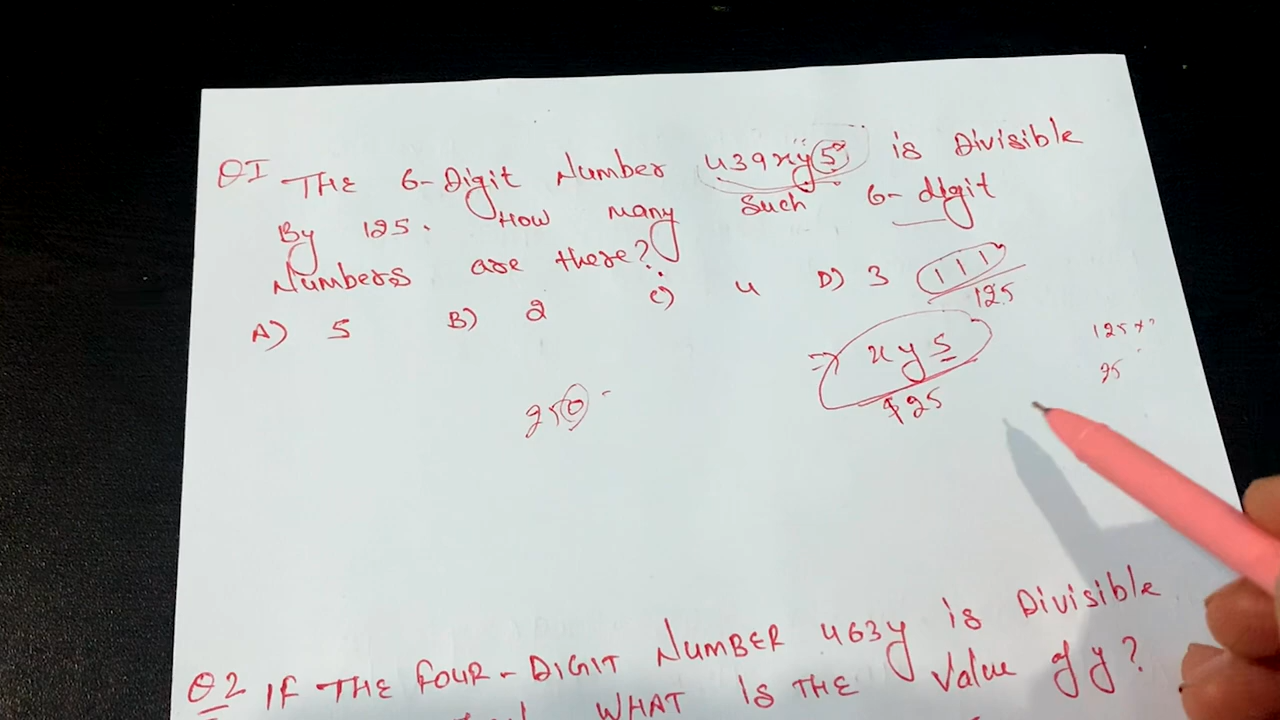 Q1 THE 6-Digit Number 439xy5 is Divisible
By 125. How many such 6-digit
Numbers are there?
A) 5 B) 2 C) 4 D) 3
111
125
xy5
125
125x
25
250
Q2 IF THE FOUR-DIGIT NUMBER 463y is Divisible
WHAT IS THE Value of y?